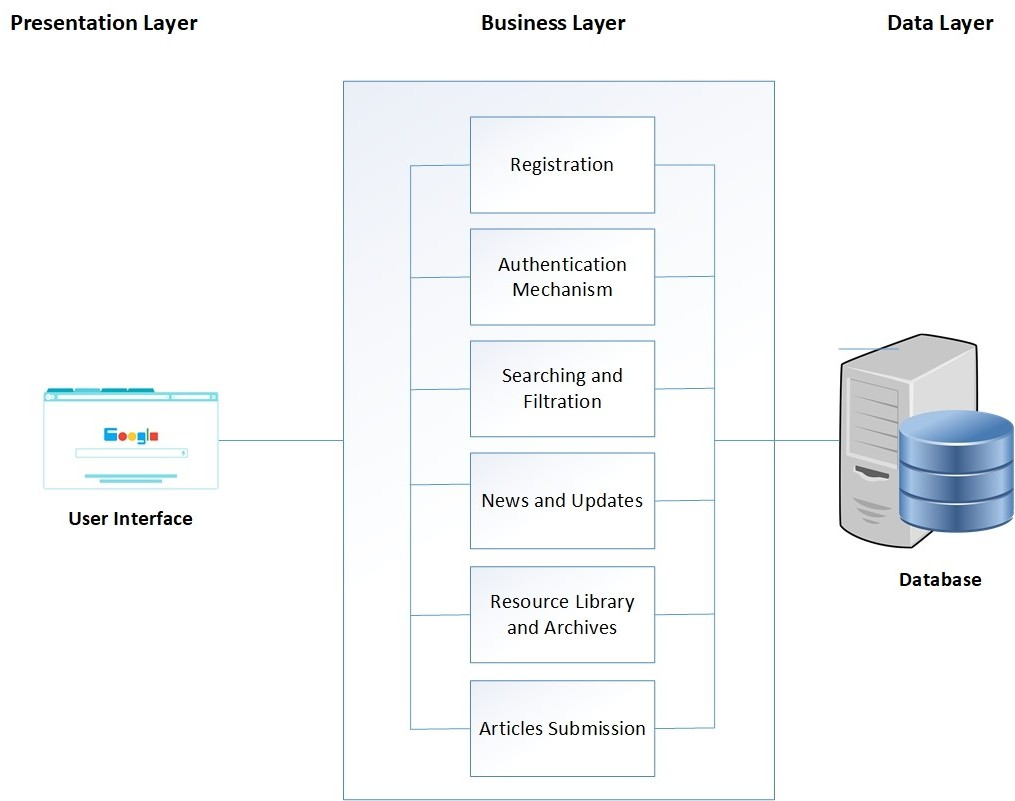 Presentation Layer
Business Layer
Data Layer
Registration
Authentication
Mechanism
Searching and
Filtration
Google
User Interface
News and Updates
Database
Resource Library
and Archives
Articles Submission